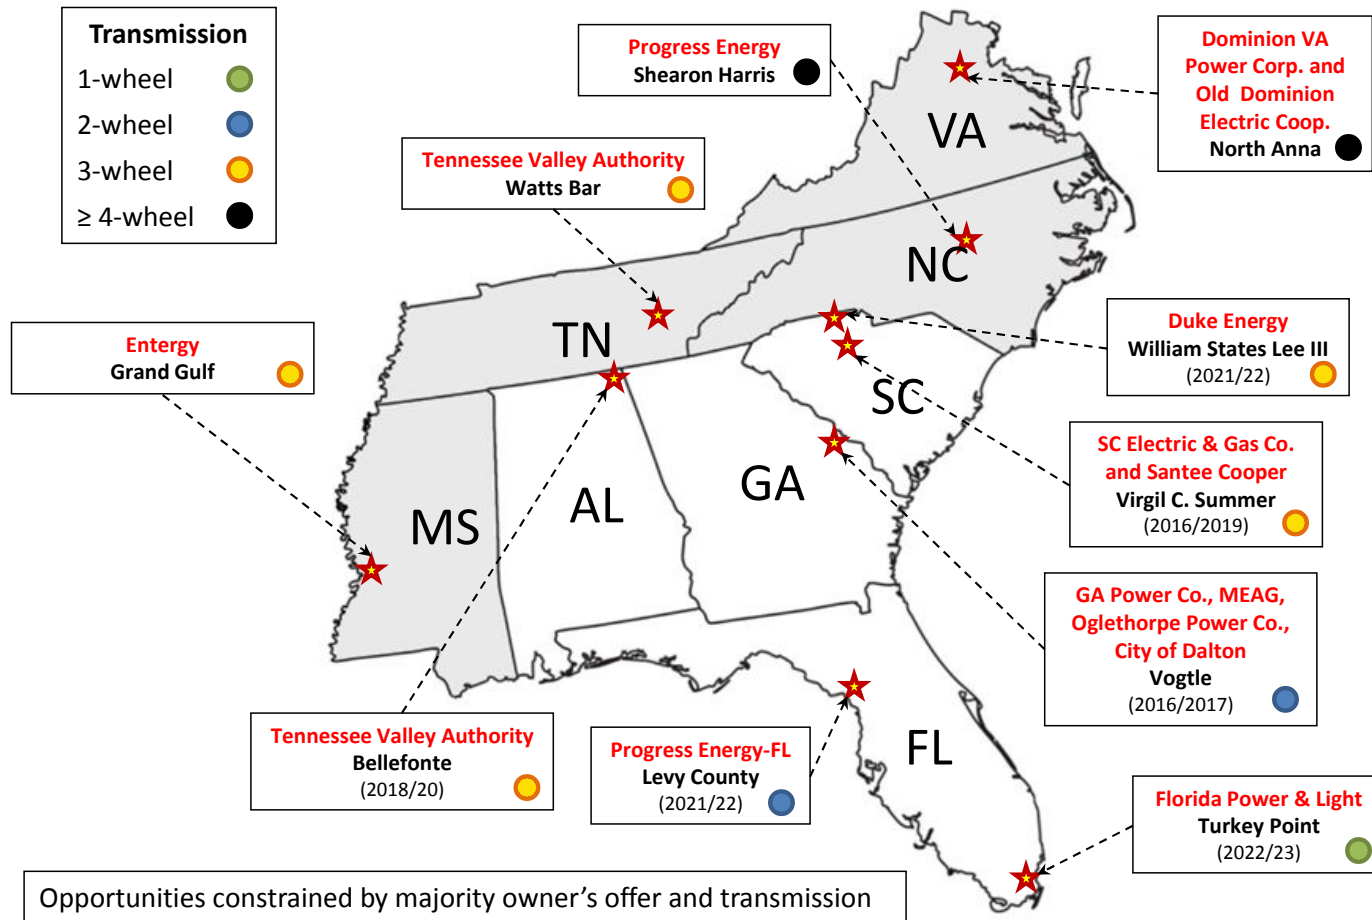 Transmission
1-wheel
2-wheel
3-wheel
≥ 4-wheel
Progress Energy
Shearon Harris
Dominion VA
Power Corp. and
Old Dominion
Electric Coop.
North Anna
Tennessee Valley Authority
Watts Bar
VA
NC
TN
SC
Entergy
Grand Gulf
Duke Energy
William States Lee III
(2021/22)
MS
AL
GA
SC Electric & Gas Co.
and Santee Cooper
Virgil C. Summer
(2016/2019)
GA Power Co., MEAG,
Oglethorpe Power Co.,
City of Dalton
Vogtle
(2016/2017)
Tennessee Valley Authority
Bellefonte
(2018/20)
Progress Energy-FL
Levy County
(2021/22)
FL
Florida Power & Light
Turkey Point
(2022/23)
Opportunities constrained by majority owner's offer and transmission